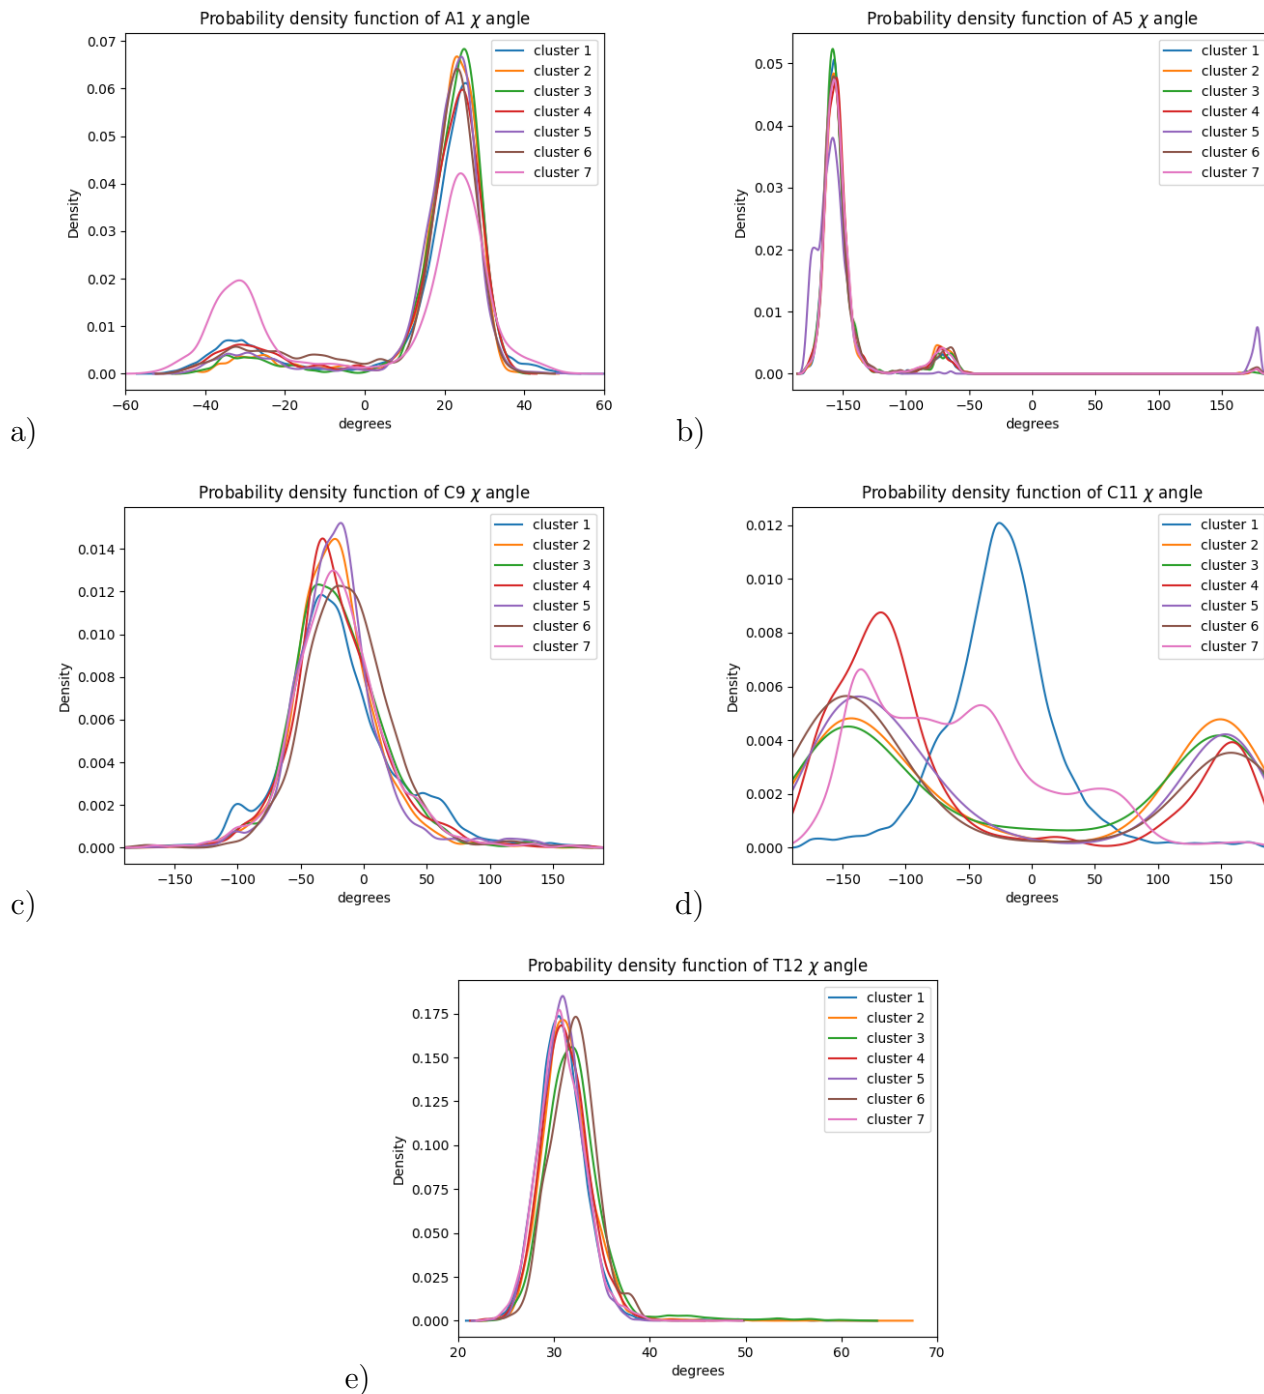 Probability density function of A1 χ angle
0.07
0.06
0.05
0.04
0.03
0.02
0.01
0.00
Density
−60 −40 −20 0 20 40 60
degrees
cluster 1
cluster 2
cluster 3
cluster 4
cluster 5
cluster 6
cluster 7
a)
Probability density function of A5 χ angle
0.05
0.04
0.03
0.02
0.01
0.00
Density
−150 −100 −50 0 50 100 150
degrees
cluster 1
cluster 2
cluster 3
cluster 4
cluster 5
cluster 6
cluster 7
b)
Probability density function of C9 χ angle
0.014
0.012
0.010
0.008
0.006
0.004
0.002
0.000
Density
−150 −100 −50 0 50 100 150
degrees
cluster 1
cluster 2
cluster 3
cluster 4
cluster 5
cluster 6
cluster 7
c)
Probability density function of C11 χ angle
0.012
0.010
0.008
0.006
0.004
0.002
0.000
Density
−150 −100 −50 0 50 100 150
degrees
cluster 1
cluster 2
cluster 3
cluster 4
cluster 5
cluster 6
cluster 7
d)
Probability density function of T12 χ angle
0.175
0.150
0.125
0.100
0.075
0.050
0.025
0.000
Density
20 30 40 50 60 70
degrees
cluster 1
cluster 2
cluster 3
cluster 4
cluster 5
cluster 6
cluster 7
e)